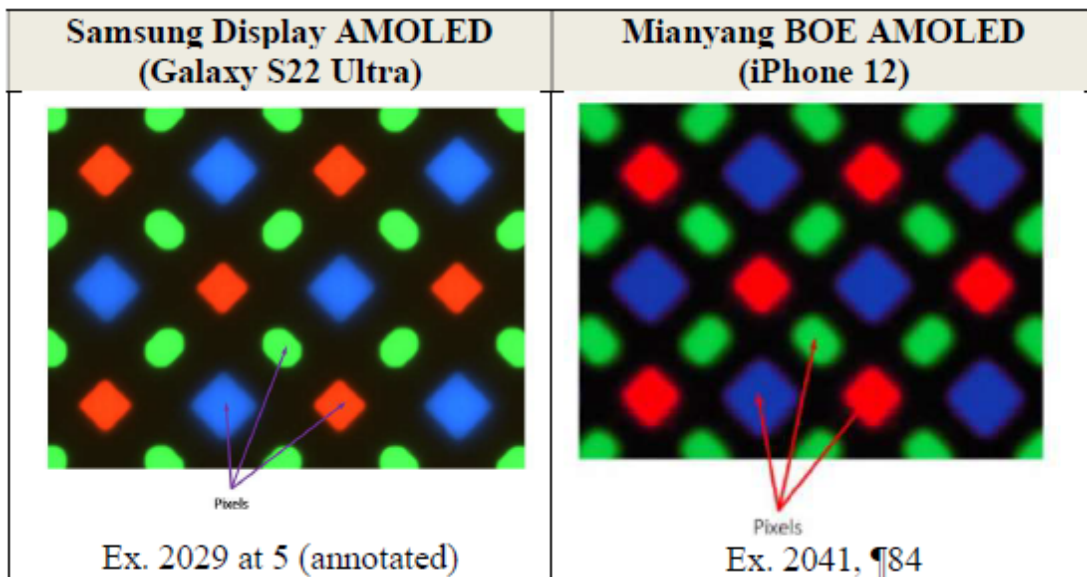 Samsung Display AMOLED
(Galaxy S22 Ultra)
Mianyang BOE AMOLED
(iPhone 12)
Pixels
Ex. 2029 at 5 (annotated)
Pixels
Ex. 2041, ¶84